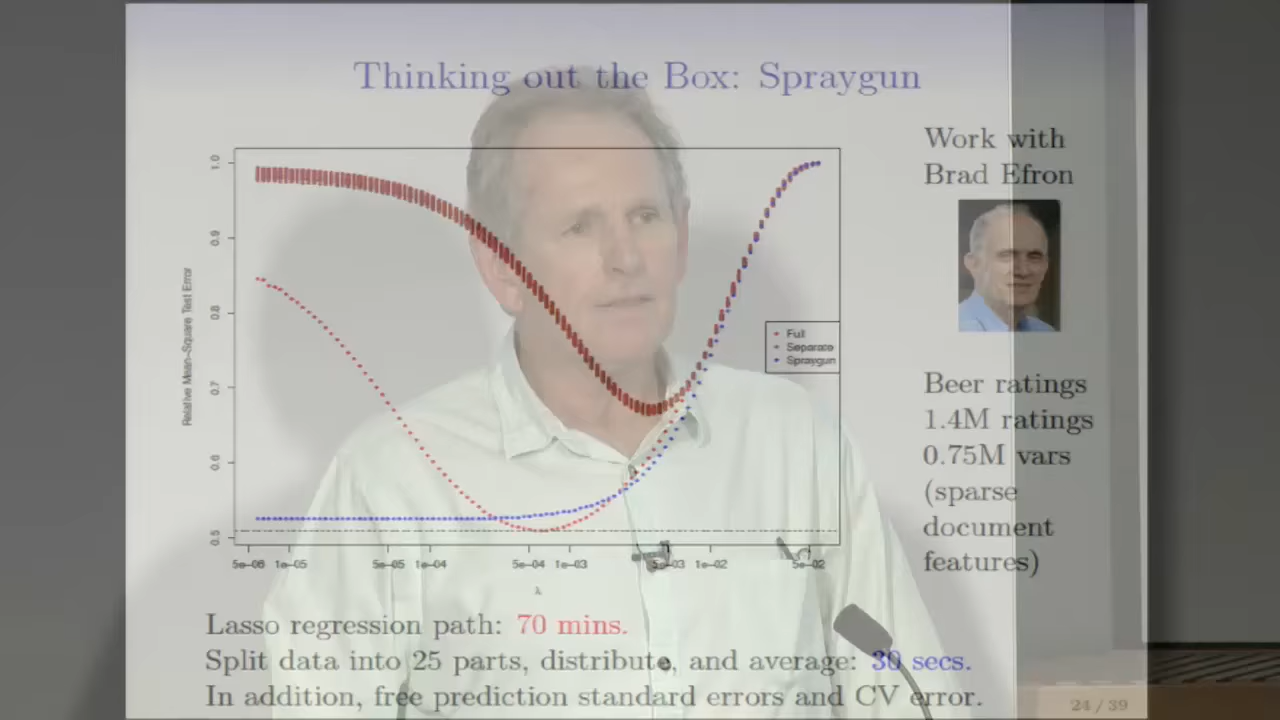 Thinking out the Box: Spraygun
Work with
Brad Efron
1.0
0.9
0.8
0.7
0.6
0.5
Relative Mean-Square Test Error
Full
Separate
Spraygun
5e-06 1e-05 5e-05 1e-04 5e-04 1e-03 5e-03 1e-02 5e-02
λ
Beer ratings
1.4M ratings
0.75M vars
(sparse
document
features)
Lasso regression path: 70 mins.
Split data into 25 parts, distribute, and average: 30 secs.
In addition, free prediction standard errors and CV error.
24 / 39